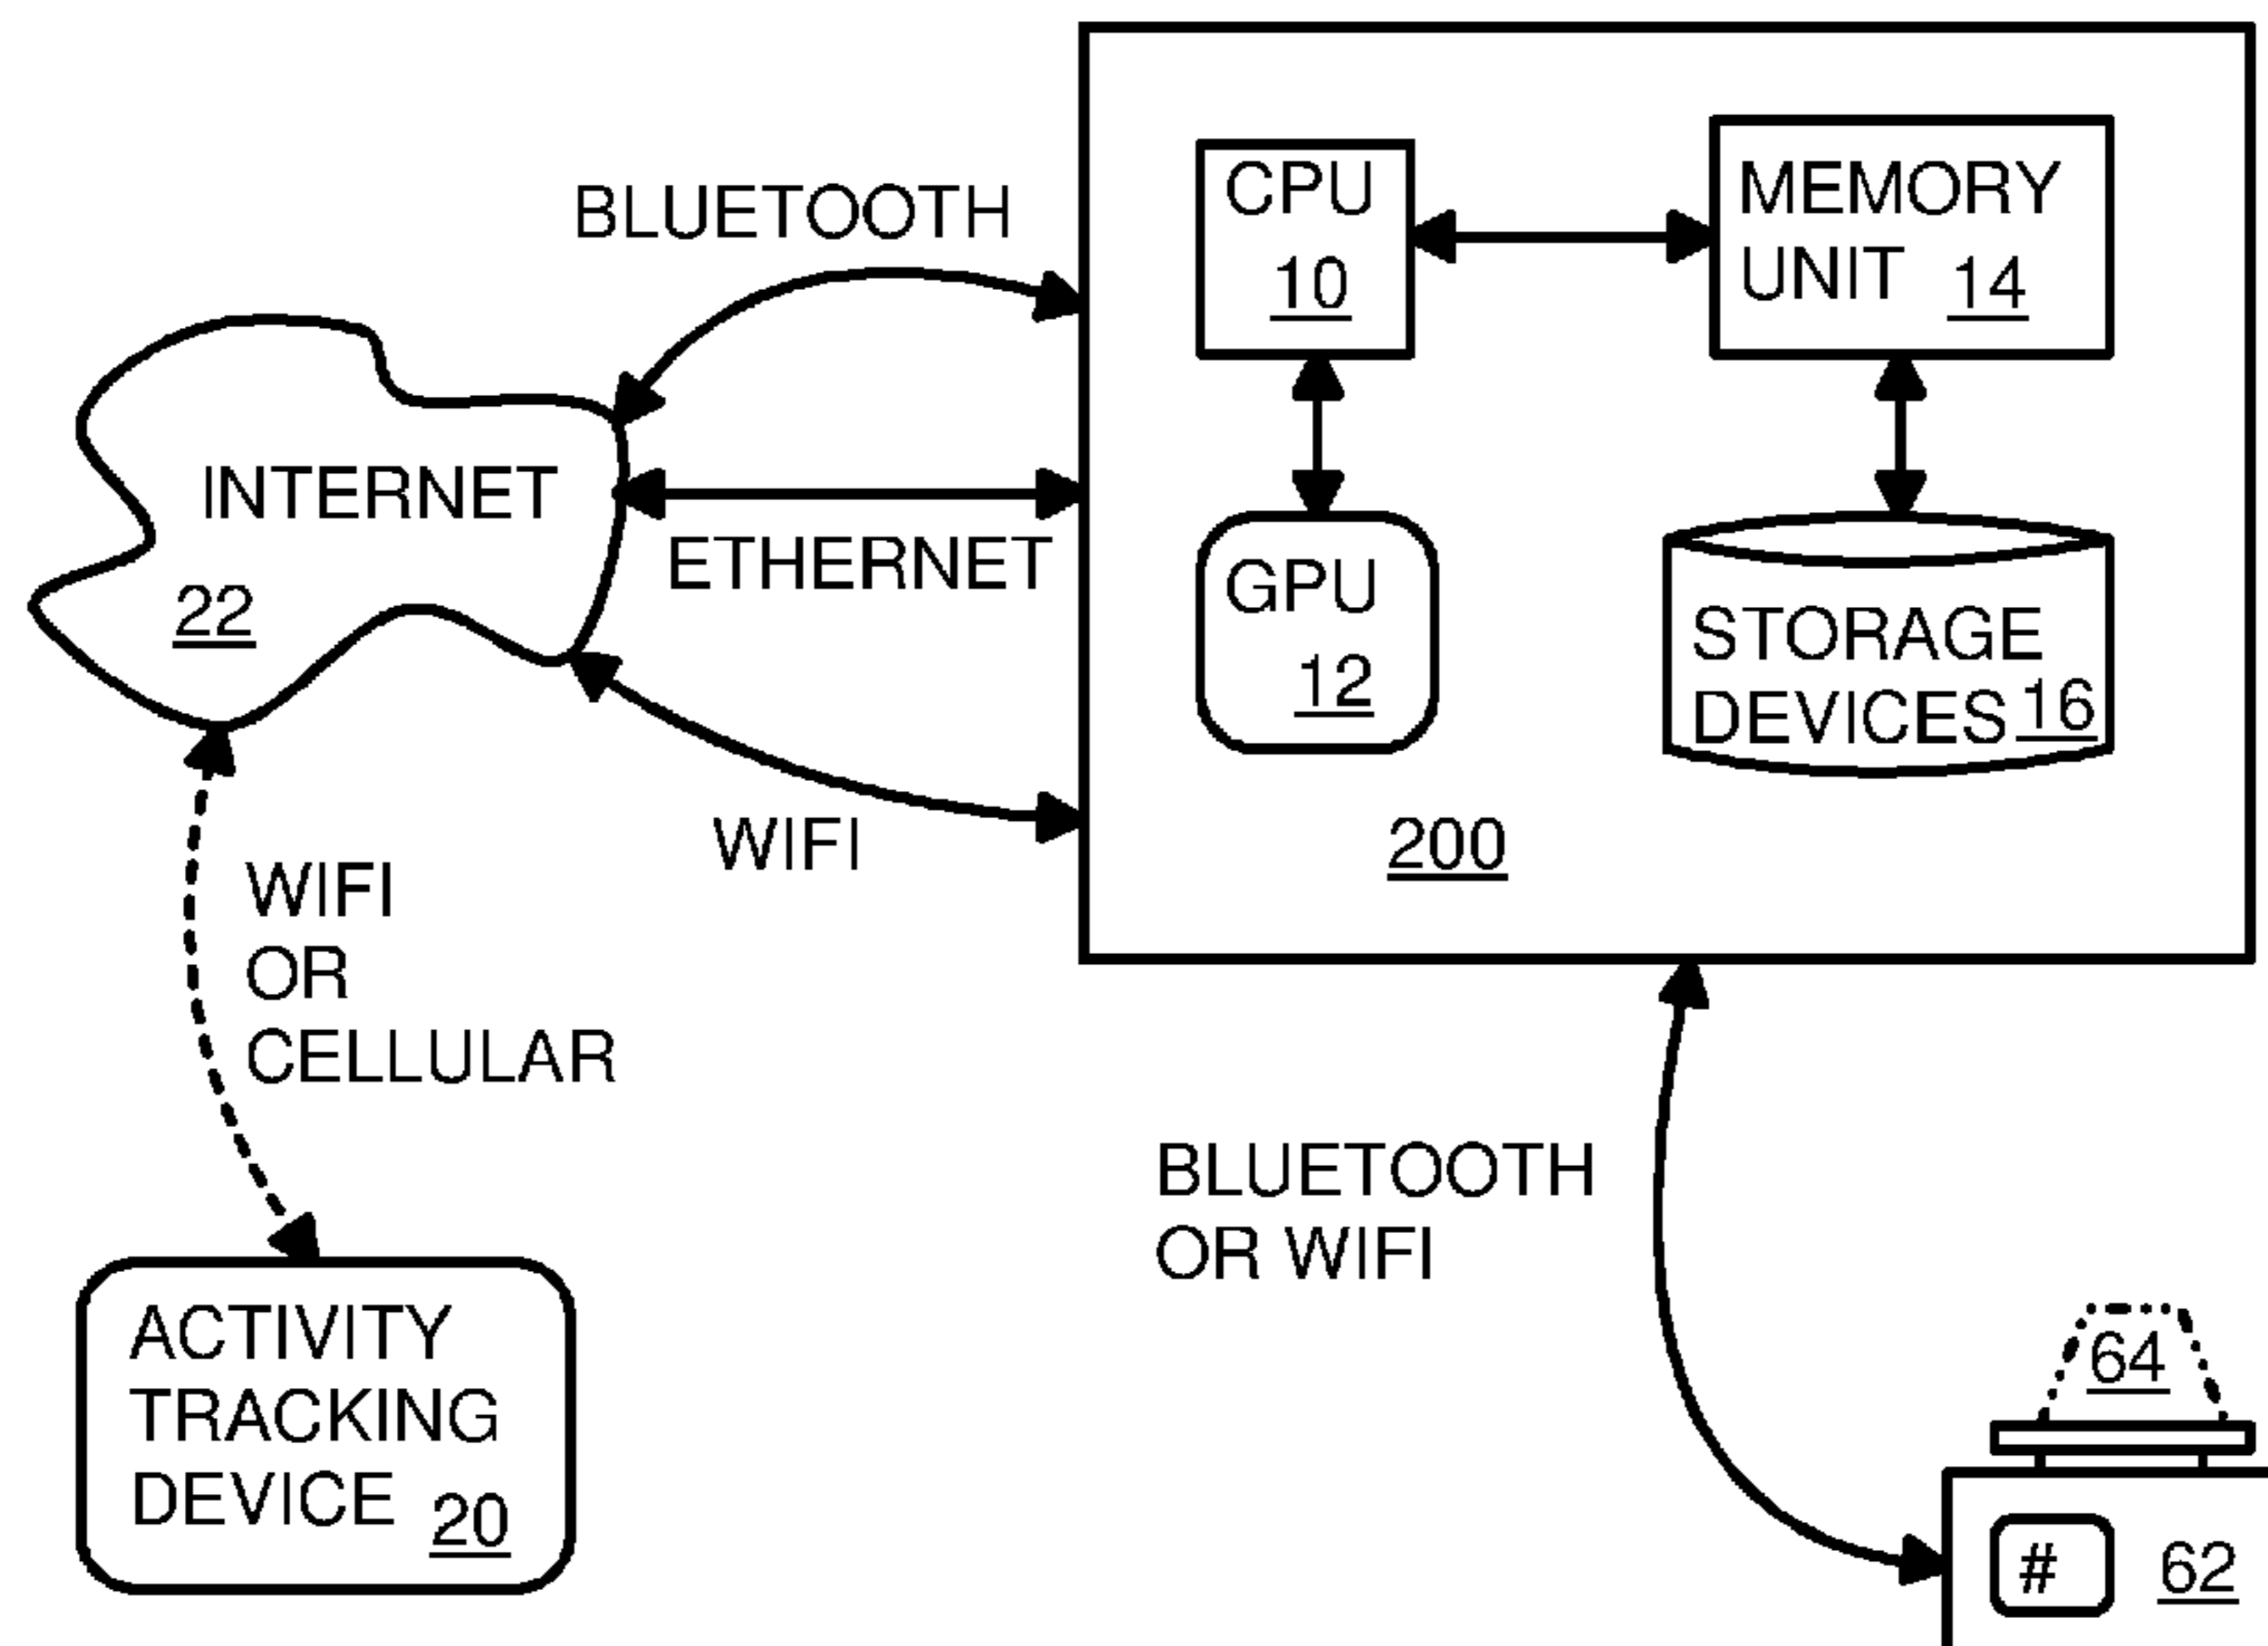 BLUETOOTH
CPU
10
MEMORY
UNIT 14
INTERNET
22
ETHERNET
GPU
12
STORAGE
DEVICES 16
WIFI
200
WIFI
OR
CELLULAR
BLUETOOTH
OR WIFI
ACTIVITY
TRACKING
DEVICE 20
64
# 62